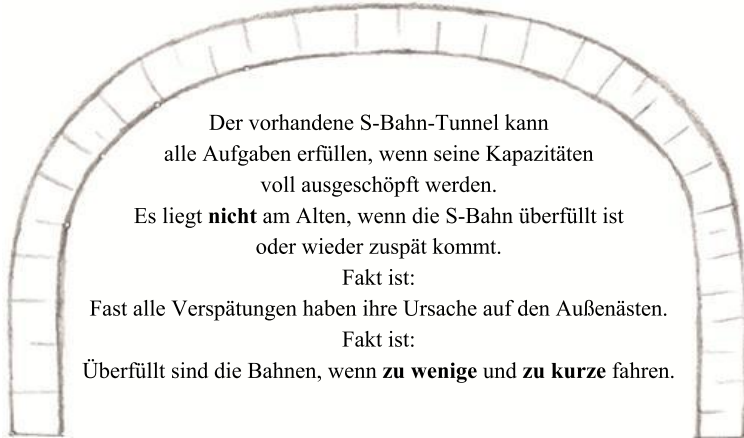 Der vorhandene S-Bahn-Tunnel kann
alle Aufgaben erfüllen, wenn seine Kapazitäten
voll ausgeschöpft werden.
Es liegt nicht am Alten, wenn die S-Bahn überfüllt ist
oder wieder zuspät kommt.
Fakt ist:
Fast alle Verspätungen haben ihre Ursache auf den Außenästen.
Fakt ist:
Überfüllt sind die Bahnen, wenn zu wenige und zu kurze fahren.